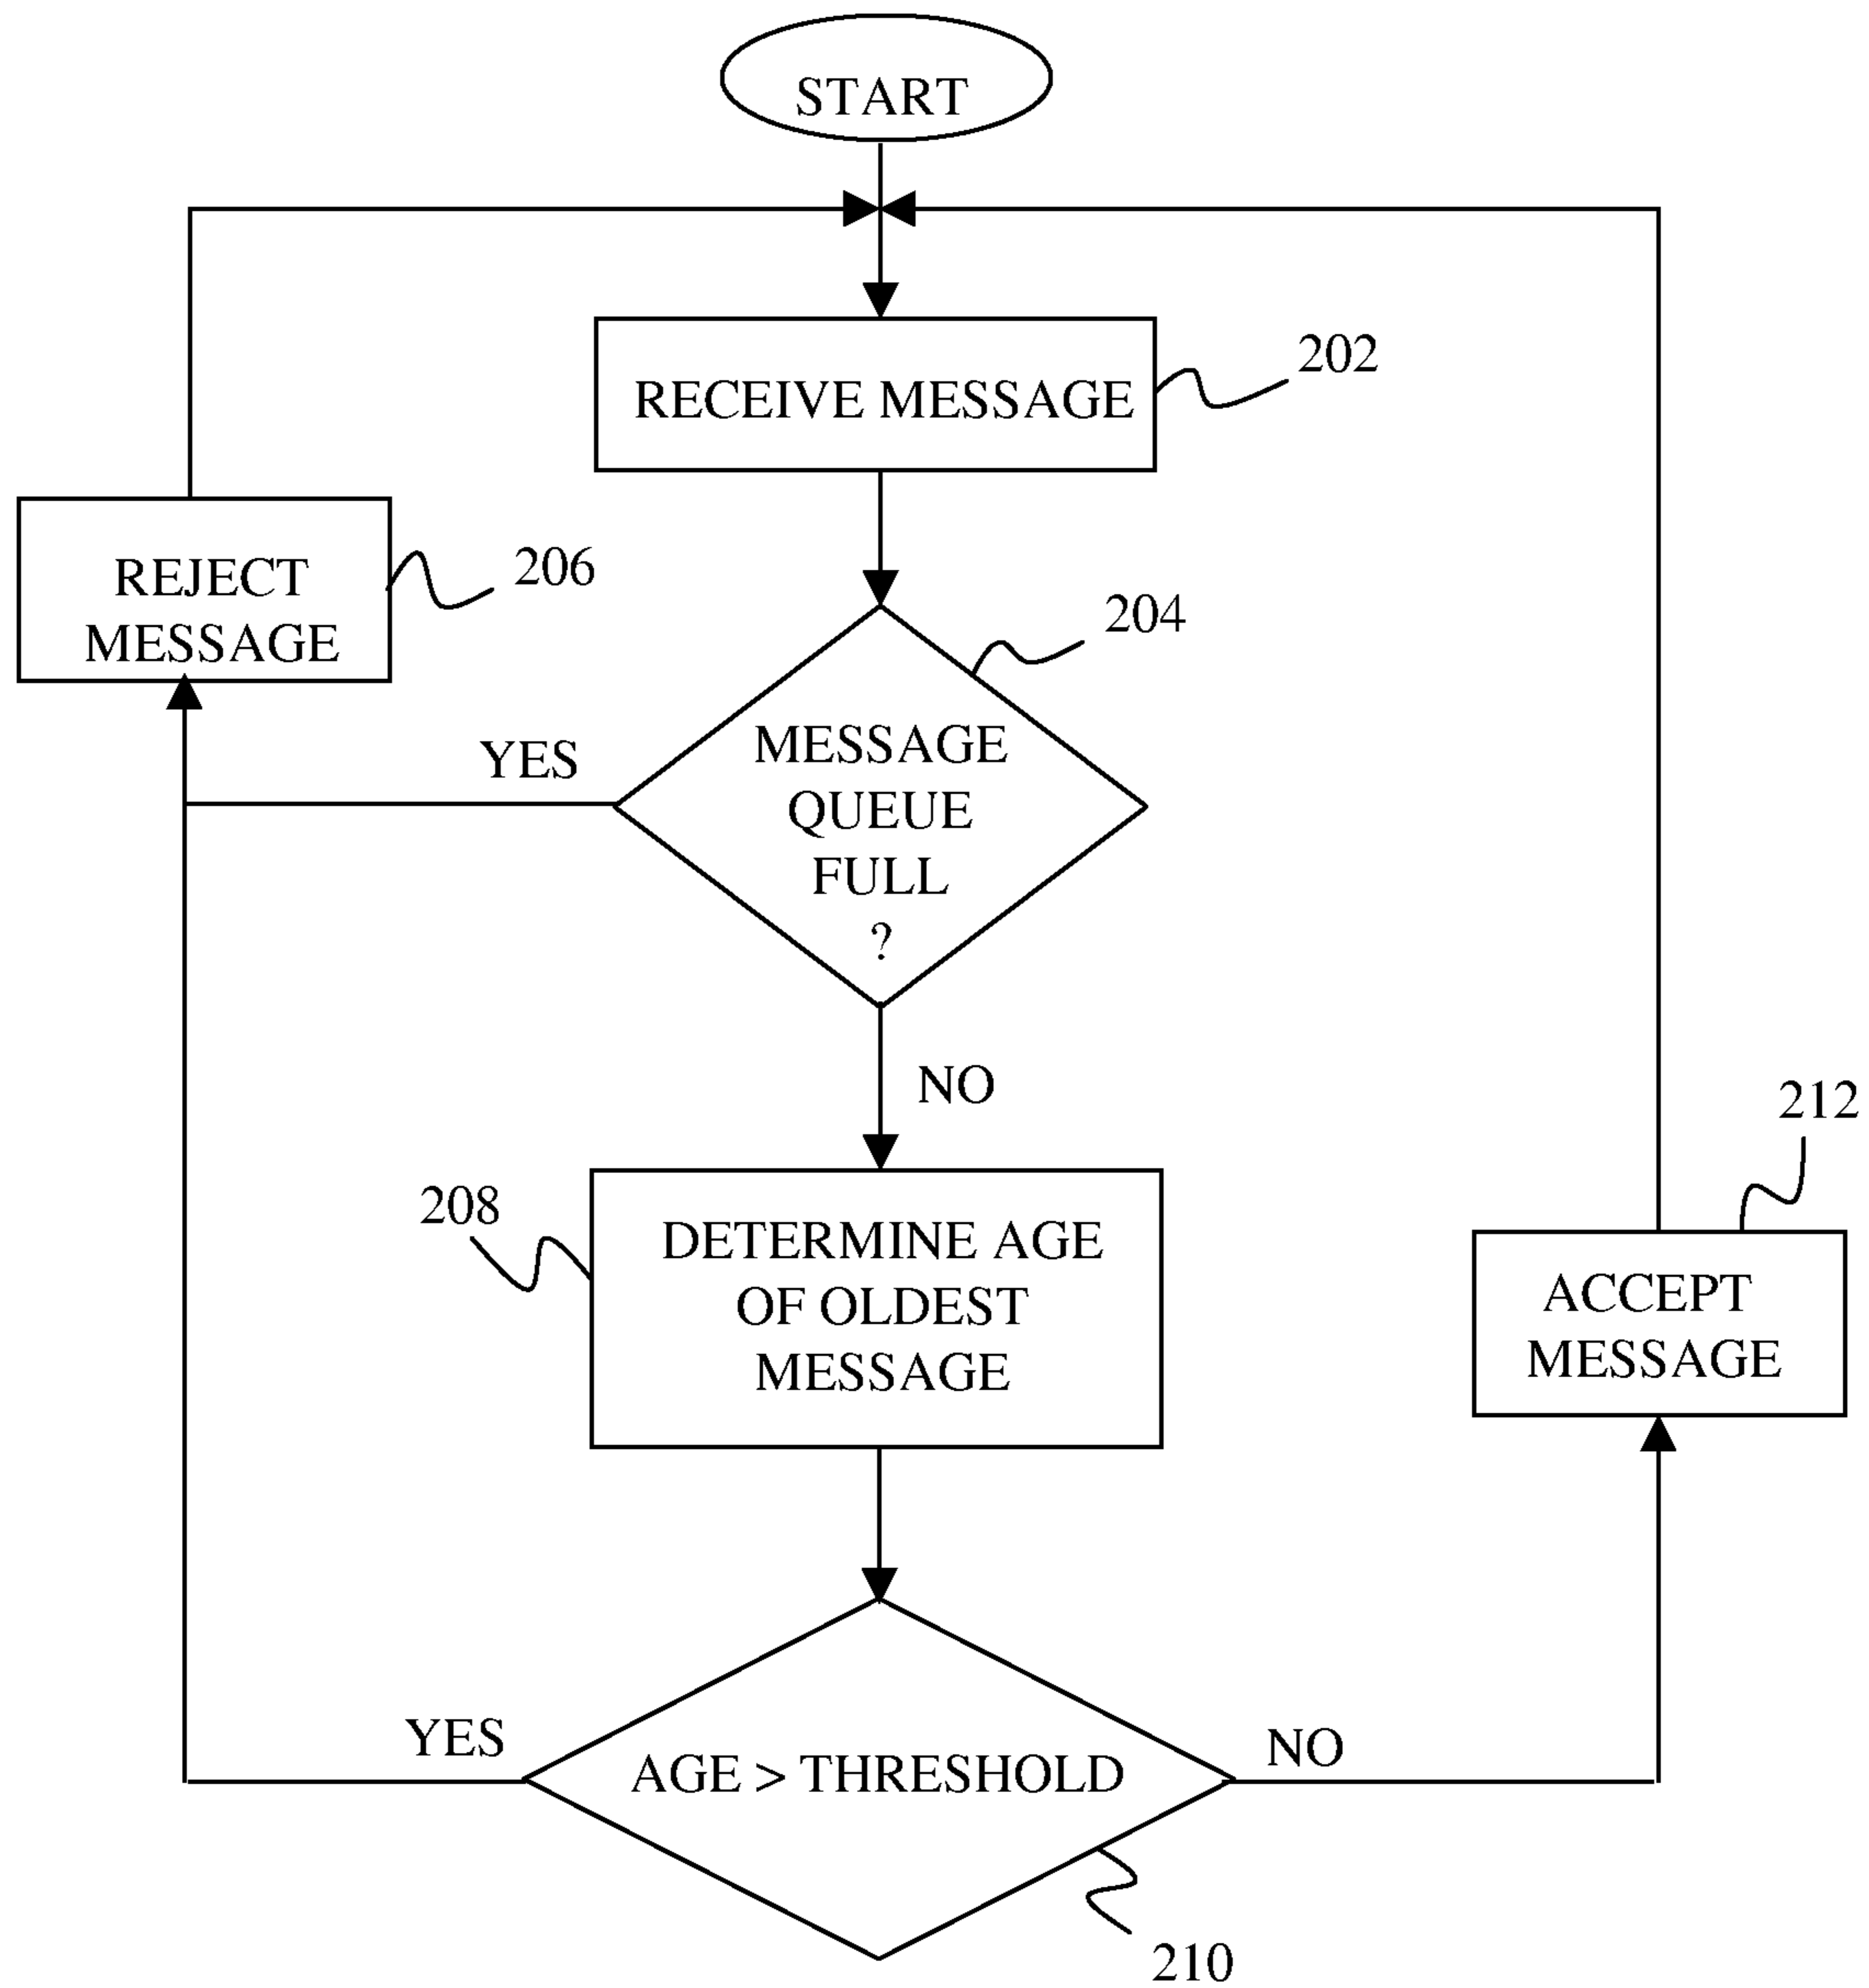 START
RECEIVE MESSAGE
202
REJECT
MESSAGE
206
204
MESSAGE
QUEUE
FULL
?
YES
NO
208
DETERMINE AGE
OF OLDEST
MESSAGE
212
ACCEPT
MESSAGE
YES
AGE > THRESHOLD
NO
210